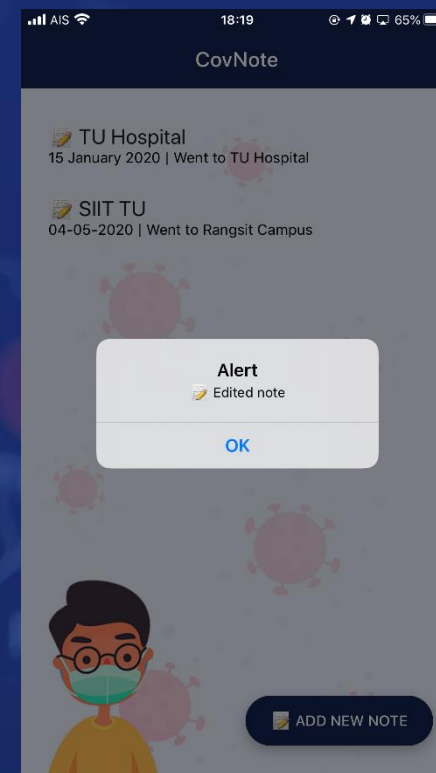 AIS 18:19 65%
CovNote
📝 TU Hospital
15 January 2020 | Went to TU Hospital
📝 SIIT TU
04-05-2020 | Went to Rangsit Campus
Alert
📝 Edited note
OK
📝 ADD NEW NOTE